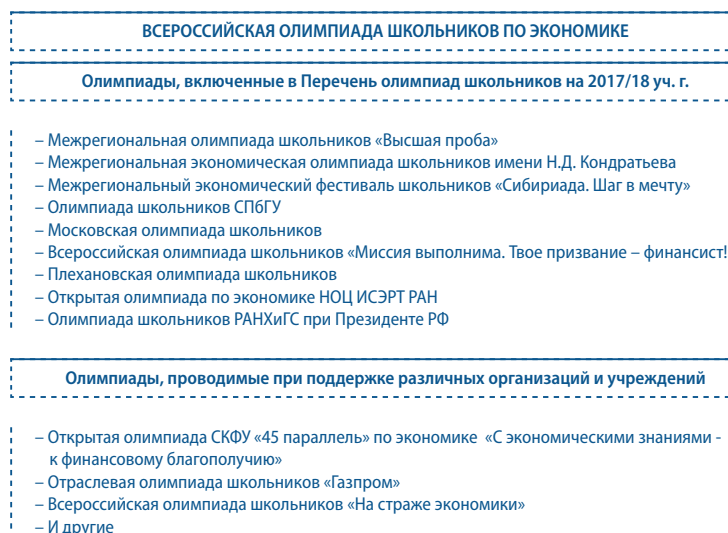 ВСЕРОССИЙСКАЯ ОЛИМПИАДА ШКОЛЬНИКОВ ПО ЭКОНОМИКЕ
Олимпиады, включенные в Перечень олимпиад школьников на 2017/18 уч. г.
– Межрегиональная олимпиада школьников «Высшая проба»
– Межрегиональная экономическая олимпиада школьников имени Н.Д. Кондратьева
– Межрегиональный экономический фестиваль школьников «Сибириада. Шаг в мечту»
– Олимпиада школьников СПбГУ
– Московская олимпиада школьников
– Всероссийская олимпиада школьников «Миссия выполнима. Твое призвание – финансист!
– Плехановская олимпиада школьников
– Открытая олимпиада по экономике НОЦ ИСЭРТ РАН
– Олимпиада школьников РАНХиГС при Президенте РФ
Олимпиады, проводимые при поддержке различных организаций и учреждений
– Открытая олимпиада СКФУ «45 параллель» по экономике «С экономическими знаниями -
к финансовому благополучию»
– Отраслевая олимпиада школьников «Газпром»
– Всероссийская олимпиада школьников «На страже экономики»
– И другие